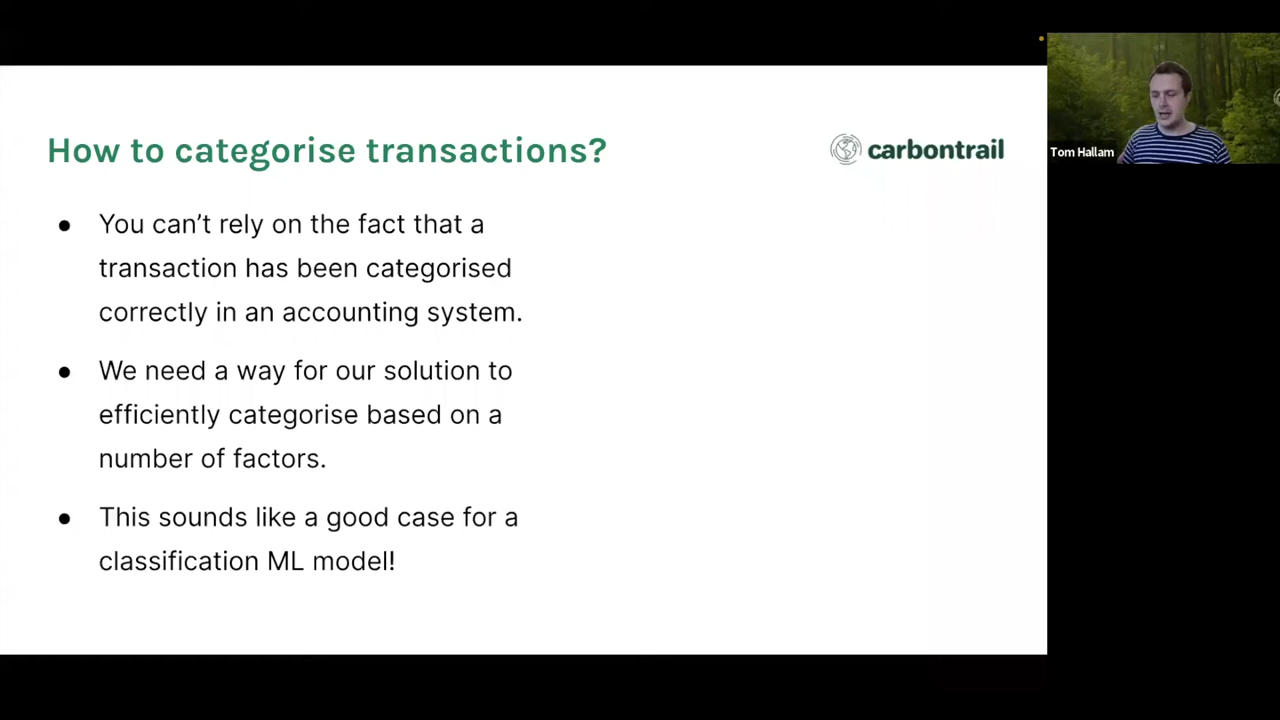 How to categorise transactions?
carbontrail
● You can’t rely on the fact that a
transaction has been categorised
correctly in an accounting system.
● We need a way for our solution to
efficiently categorise based on a
number of factors.
● This sounds like a good case for a
classification ML model!
Tom Hallam